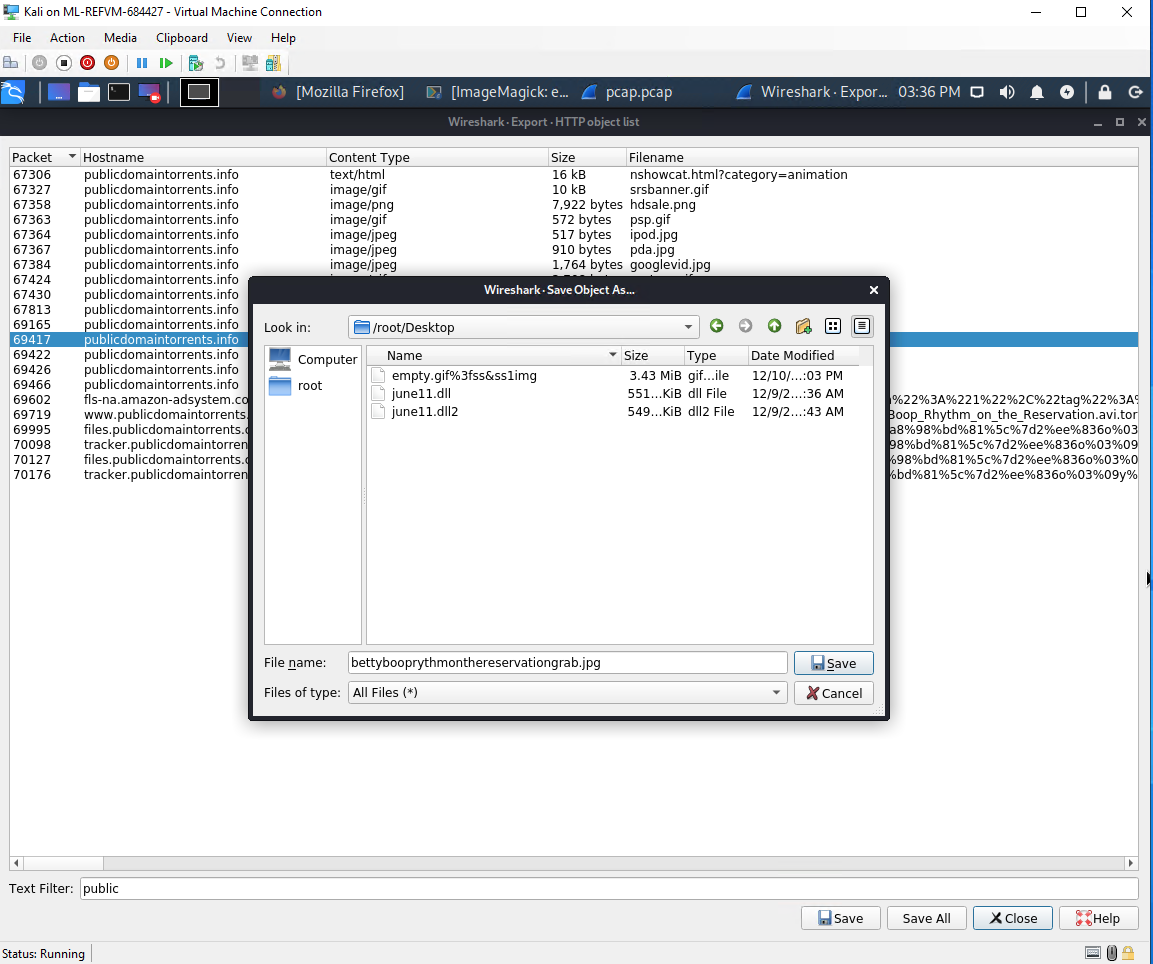 Kali on ML-REFVM-684427 - Virtual Machine Connection
File Action Media Clipboard View Help
[Mozilla Firefox] [ImageMagick: e... pcap.pcap Wireshark · Expor... 03:36 PM
Wireshark · Export · HTTP object list
Packet Hostname Content Type Size Filename
67306 publicdomaintorrents.info text/html 16 kB nshowcat.html?category=animation
67327 publicdomaintorrents.info image/gif 10 kB srsbanner.gif
67358 publicdomaintorrents.info image/png 7,922 bytes hdsale.png
67363 publicdomaintorrents.info image/gif 572 bytes psp.gif
67364 publicdomaintorrents.info image/jpeg 517 bytes ipod.jpg
67367 publicdomaintorrents.info image/jpeg 910 bytes pda.jpg
67384 publicdomaintorrents.info image/jpeg 1,764 bytes googlevid.jpg
67424 publicdomaintorrents.info
67430 publicdomaintorrents.info
67813 publicdomaintorrents.info
69165 publicdomaintorrents.info
69417 publicdomaintorrents.info
69422 publicdomaintorrents.info
69426 publicdomaintorrents.info
69466 publicdomaintorrents.info
69602 fls-na.amazon-adsystem.co %22%3A%221%22%2C%22tag%22%3A%
69719 www.publicdomaintorrents. Boop_Rhythm_on_the_Reservation.avi.tor
69995 files.publicdomaintorrents.c a8%98%bd%81%5c%7d2%ee%836o%03
70098 tracker.publicdomaintorren %98%bd%81%5c%7d2%ee%836o%03%09
70127 files.publicdomaintorrents.c %98%bd%81%5c%7d2%ee%836o%03%0
70176 tracker.publicdomaintorren %bd%81%5c%7d2%ee%836o%03%09y%
Wireshark · Save Object As...
Look in: /root/Desktop
Computer
root
Name Size Type Date Modified
empty.gif%3fss&ss1img 3.43 MiB gif...ile 12/10/...:03 PM
june11.dll 551...KiB dll File 12/9/2...:36 AM
june11.dll2 549...KiB dll2 File 12/9/2...:43 AM
File name: bettybooprythmonthereservationgrab.jpg Save
Files of type: All Files (*) Cancel
Text Filter: public
Save Save All Close Help
Status: Running